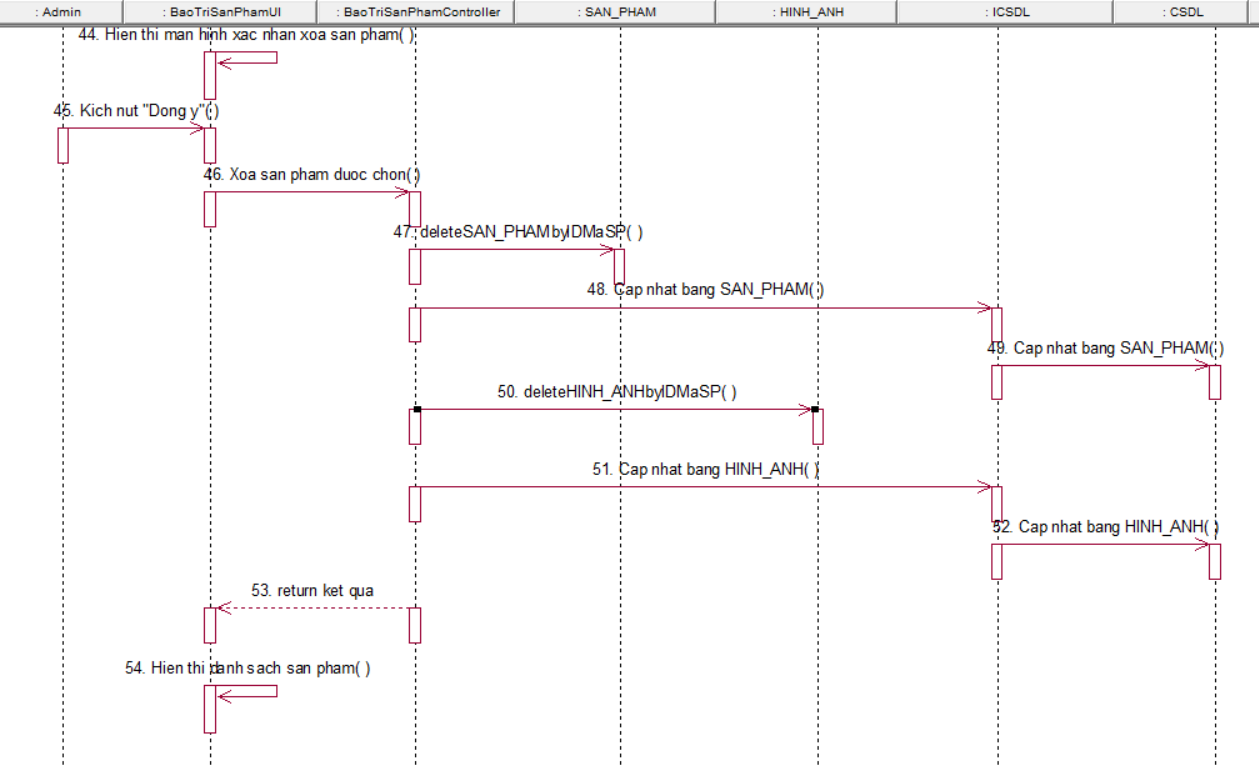 : Admin
: BaoTriSanPhamUI
: BaoTriSanPhamController
: SAN_PHAM
: HINH_ANH
: ICSDL
: CSDL
44. Hien thi man hinh xac nhan xoa san pham( )
45. Kich nut "Dong y"( )
46. Xoa san pham duoc chon( )
47. deleteSAN_PHAMbyIDMaSP( )
48. Cap nhat bang SAN_PHAM( )
49. Cap nhat bang SAN_PHAM( )
50. deleteHINH_ANHbyIDMaSP( )
51. Cap nhat bang HINH_ANH( )
52. Cap nhat bang HINH_ANH( )
53. return ket qua
54. Hien thi danh sach san pham( )